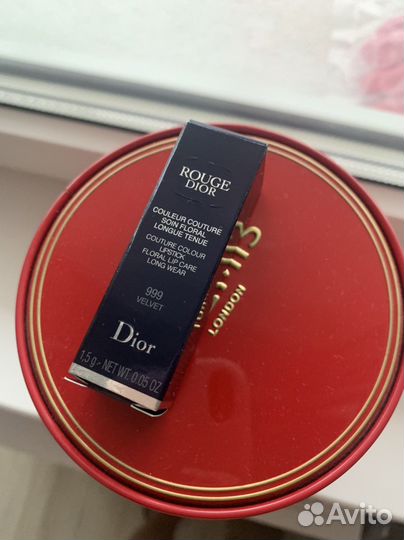 ROUGE
DIOR
COULEUR COUTURE
SOIN FLORAL
LONGUE TENUE
COUTURE COLOUR
LIPSTICK
FLORAL LIP CARE
LONG WEAR
999
VELVET
Dior
1,5 g - NET WT. 0.05 OZ
LONDON
Avito